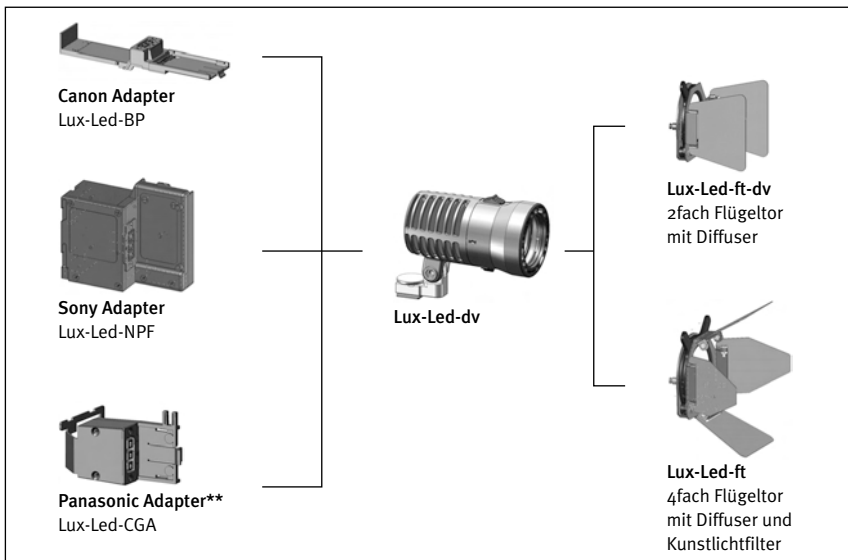 Canon Adapter
Lux-Led-BP
Sony Adapter
Lux-Led-NPF
Panasonic Adapter**
Lux-Led-CGA
Lux-Led-dv
Lux-Led-ft-dv
2fach Flügeltor
mit Diffuser
Lux-Led-ft
4fach Flügeltor
mit Diffuser und
Kunstlichtfilter